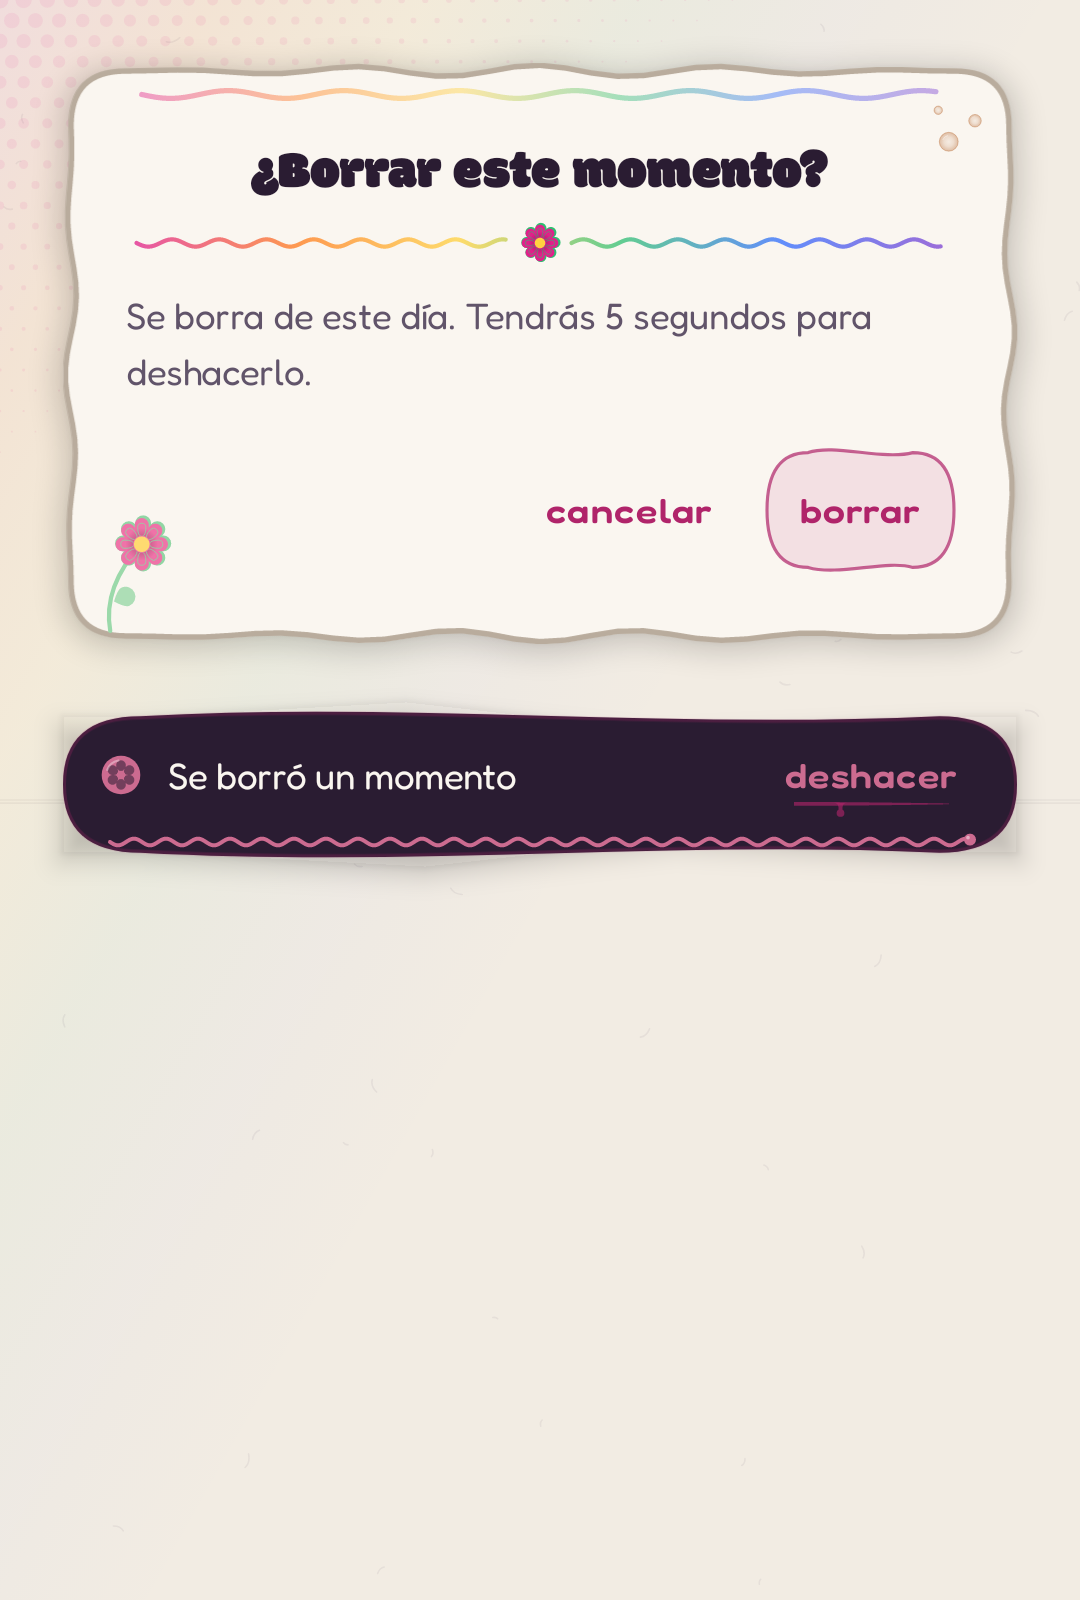 ¿Borrar este momento?
Se borra de este día. Tendrás 5 segundos para
deshacerlo.
cancelar
borrar
Se borró un momento
deshacer